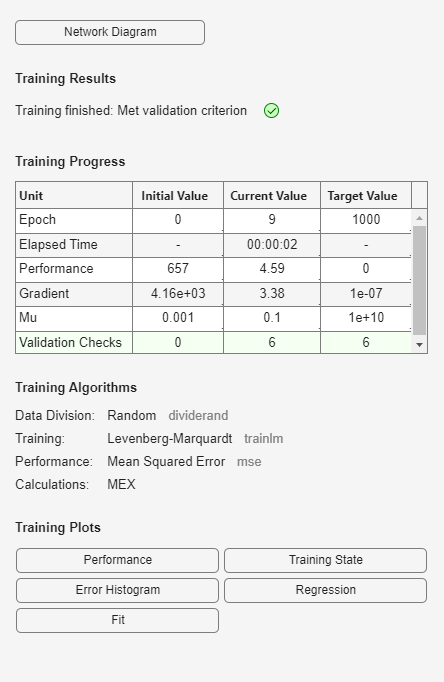 Network Diagram
Training Results
Training finished: Met validation criterion
Training Progress
Unit Initial Value Current Value Target Value
Epoch 0 9 1000
Elapsed Time - 00:00:02 -
Performance 657 4.59 0
Gradient 4.16e+03 3.38 1e-07
Mu 0.001 0.1 1e+10
Validation Checks 0 6 6
Training Algorithms
Data Division: Random dividerand
Training: Levenberg-Marquardt trainlm
Performance: Mean Squared Error mse
Calculations: MEX
Training Plots
Performance Training State
Error Histogram Regression
Fit